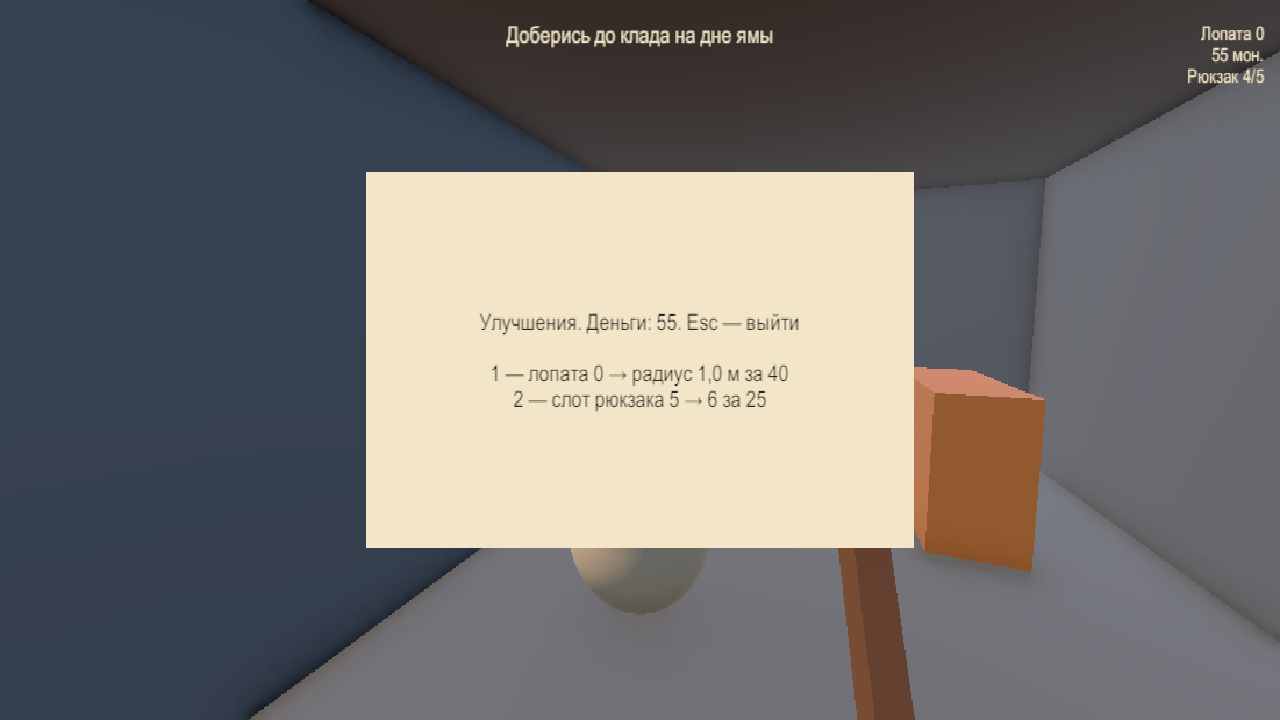 Доберись до клада на дне ямы
Лопата 0
55 мон.
Рюкзак 4/5
Улучшения. Деньги: 55. Esc — выйти
1 — лопата 0 → радиус 1,0 м за 40
2 — слот рюкзака 5 → 6 за 25